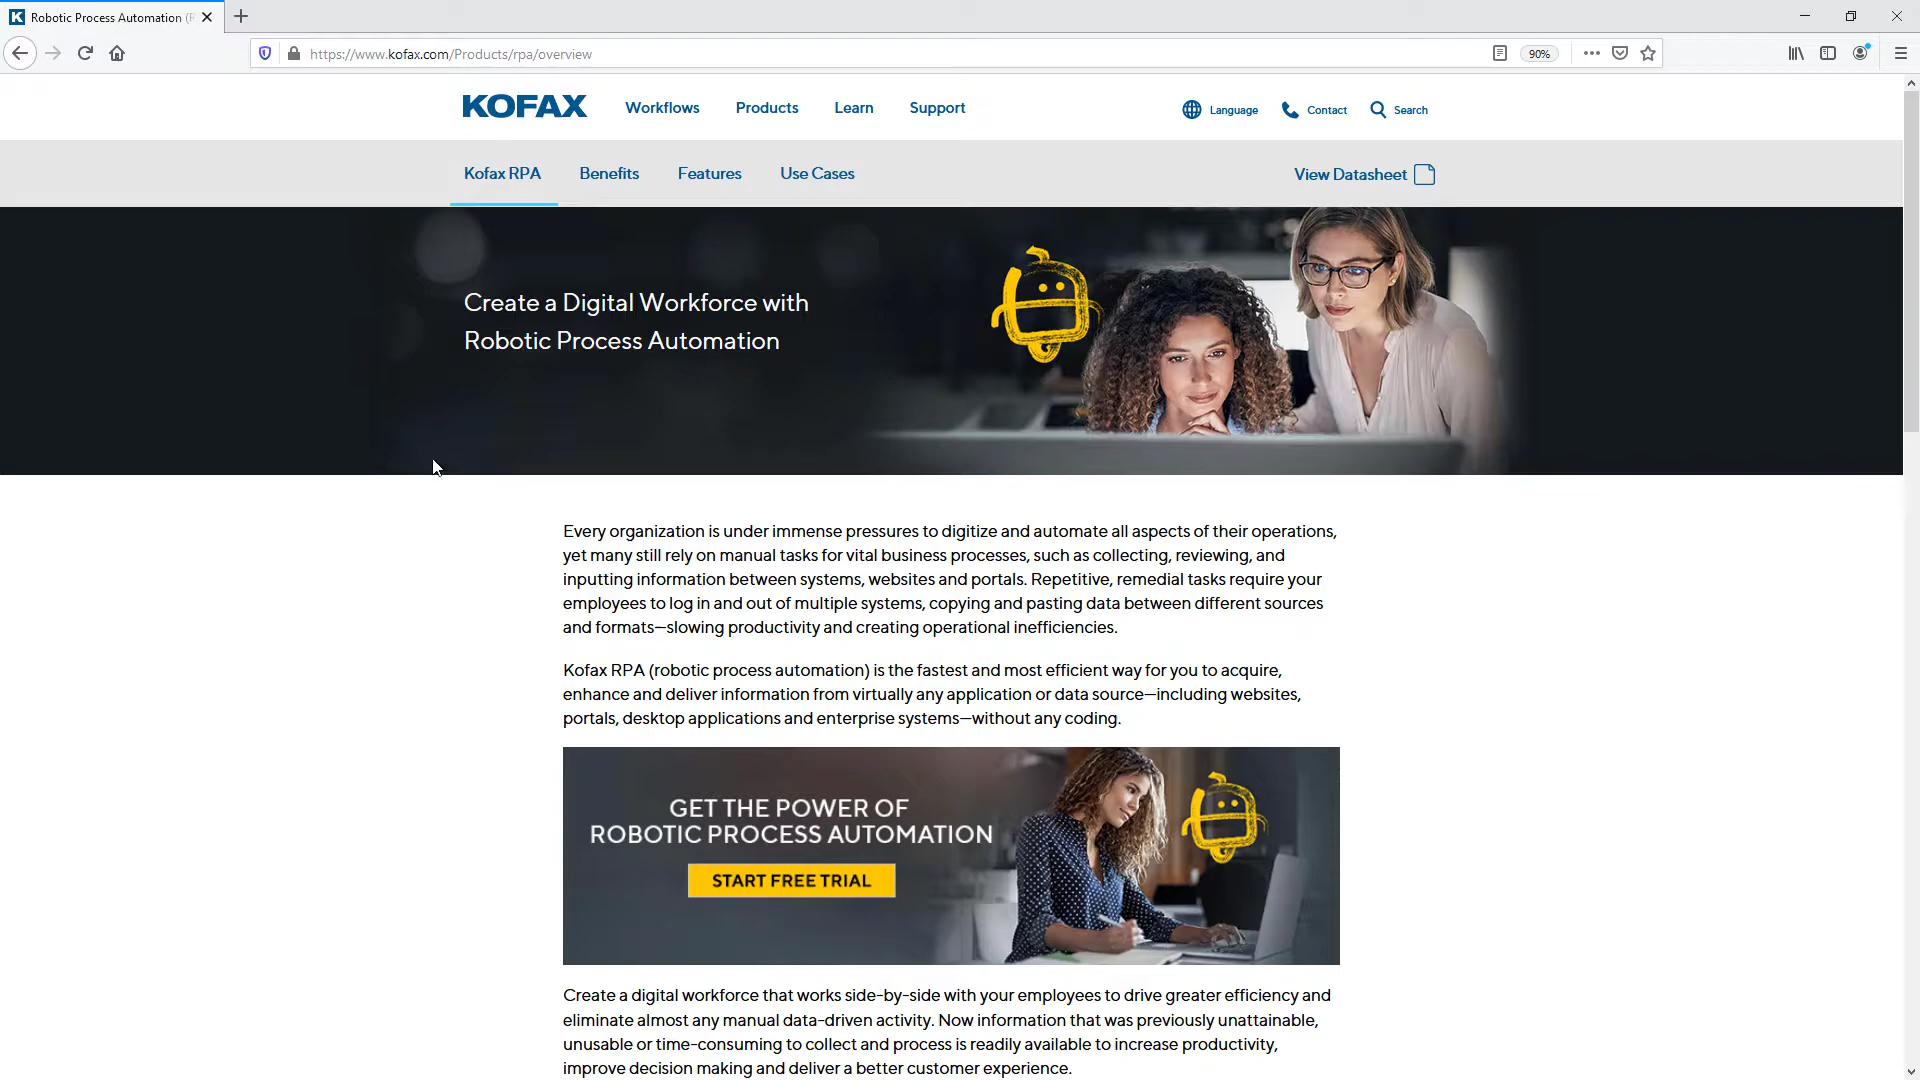 Robotic Process Automation (R
https://www.kofax.com/Products/rpa/overview
90%
KOFAX
Workflows
Products
Learn
Support
Language
Contact
Search
Kofax RPA
Benefits
Features
Use Cases
View Datasheet
Create a Digital Workforce with
Robotic Process Automation
Every organization is under immense pressures to digitize and automate all aspects of their operations,
yet many still rely on manual tasks for vital business processes, such as collecting, reviewing, and
inputting information between systems, websites and portals. Repetitive, remedial tasks require your
employees to log in and out of multiple systems, copying and pasting data between different sources
and formats—slowing productivity and creating operational inefficiencies.
Kofax RPA (robotic process automation) is the fastest and most efficient way for you to acquire,
enhance and deliver information from virtually any application or data source—including websites,
portals, desktop applications and enterprise systems—without any coding.
GET THE POWER OF
ROBOTIC PROCESS AUTOMATION
START FREE TRIAL
Create a digital workforce that works side-by-side with your employees to drive greater efficiency and
eliminate almost any manual data-driven activity. Now information that was previously unattainable,
unusable or time-consuming to collect and process is readily available to increase productivity,
improve decision making and deliver a better customer experience.